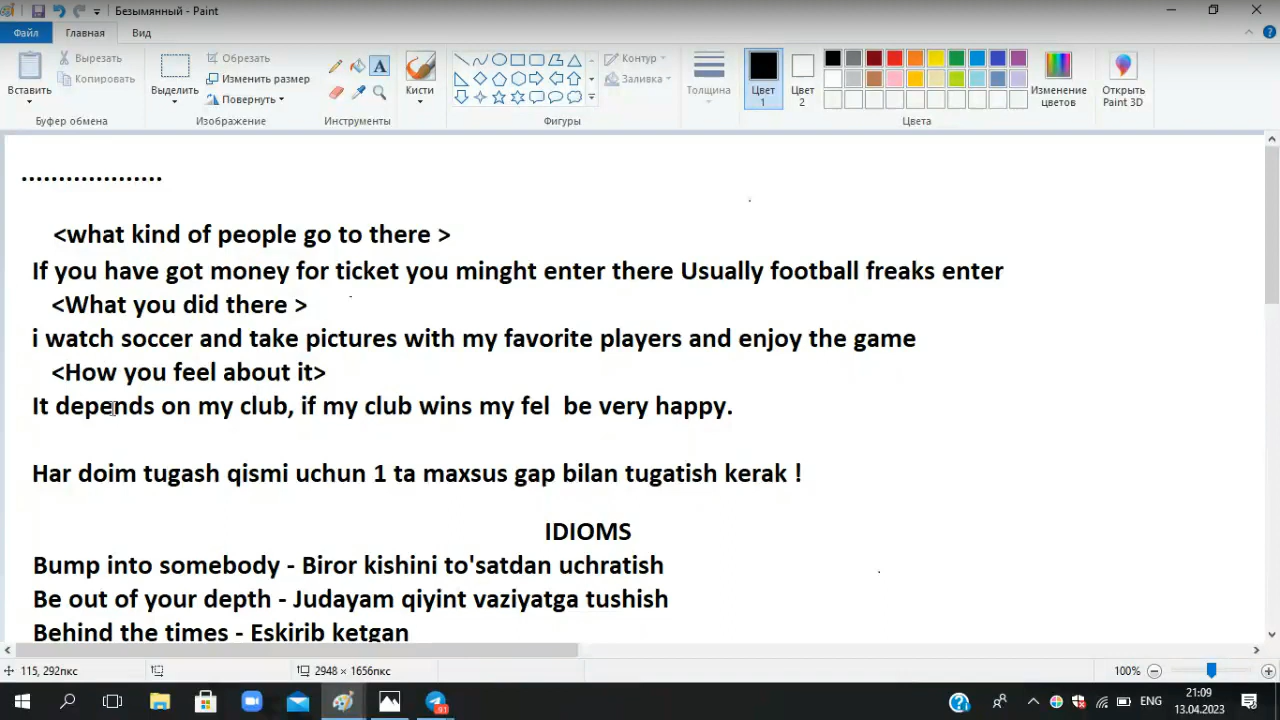 Безымянный - Paint
Файл
Главная
Вид
Вставить
Вырезать
Копировать
Буфер обмена
Выделить
Обрезать
Изменить размер
Повернуть
Изображение
A
Инструменты
Кисти
Контур
Заливка
Фигуры
Толщина
Цвет 1
Цвет 2
Цвета
Изменение цветов
Открыть Paint 3D
...................
<what kind of people go to there >
If you have got money for ticket you minght enter there Usually football freaks enter
<What you did there >
i watch soccer and take pictures with my favorite players and enjoy the game
<How you feel about it>
It depends on my club, if my club wins my fel  be very happy.
Har doim tugash qismi uchun 1 ta maxsus gap bilan tugatish kerak !
IDIOMS
Bump into somebody - Biror kishini to'satdan uchratish
Be out of your depth - Judayam qiyint vaziyatga tushish
Behind the times - Eskirib ketgan
115, 292пкс
2948 × 1656пкс
100%
91
ENG
21:09
13.04.2023